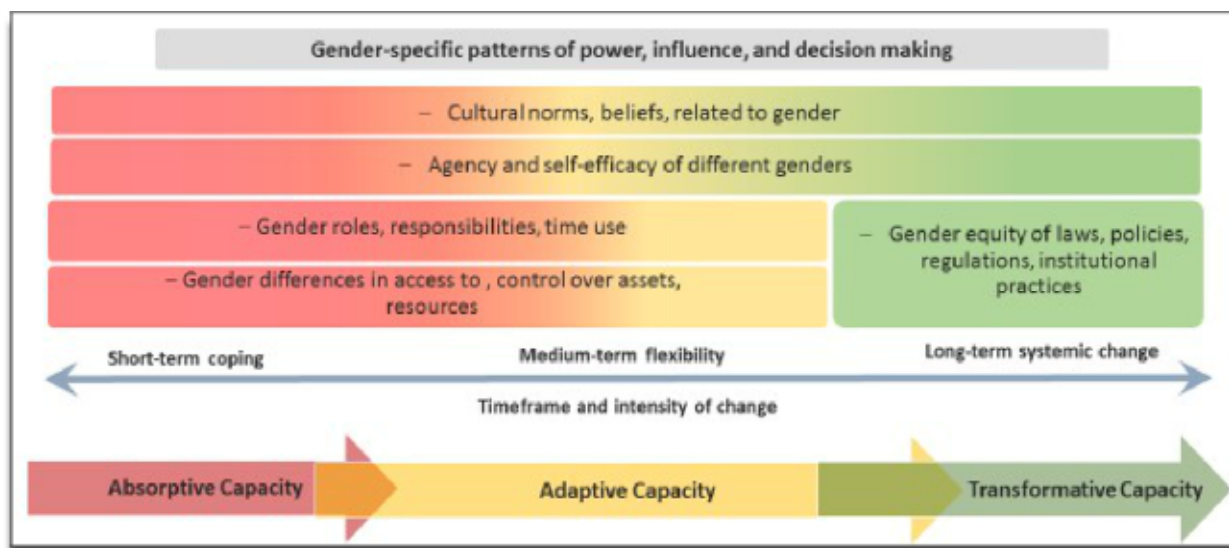 Gender-specific patterns of power, influence, and decision making
– Cultural norms, beliefs, related to gender
– Agency and self-efficacy of different genders
– Gender roles, responsibilities, time use
– Gender differences in access to , control over assets,
resources
– Gender equity of laws, policies,
regulations, institutional
practices
Short-term coping
Medium-term flexibility
Long-term systemic change
Timeframe and intensity of change
Absorptive Capacity
Adaptive Capacity
Transformative Capacity